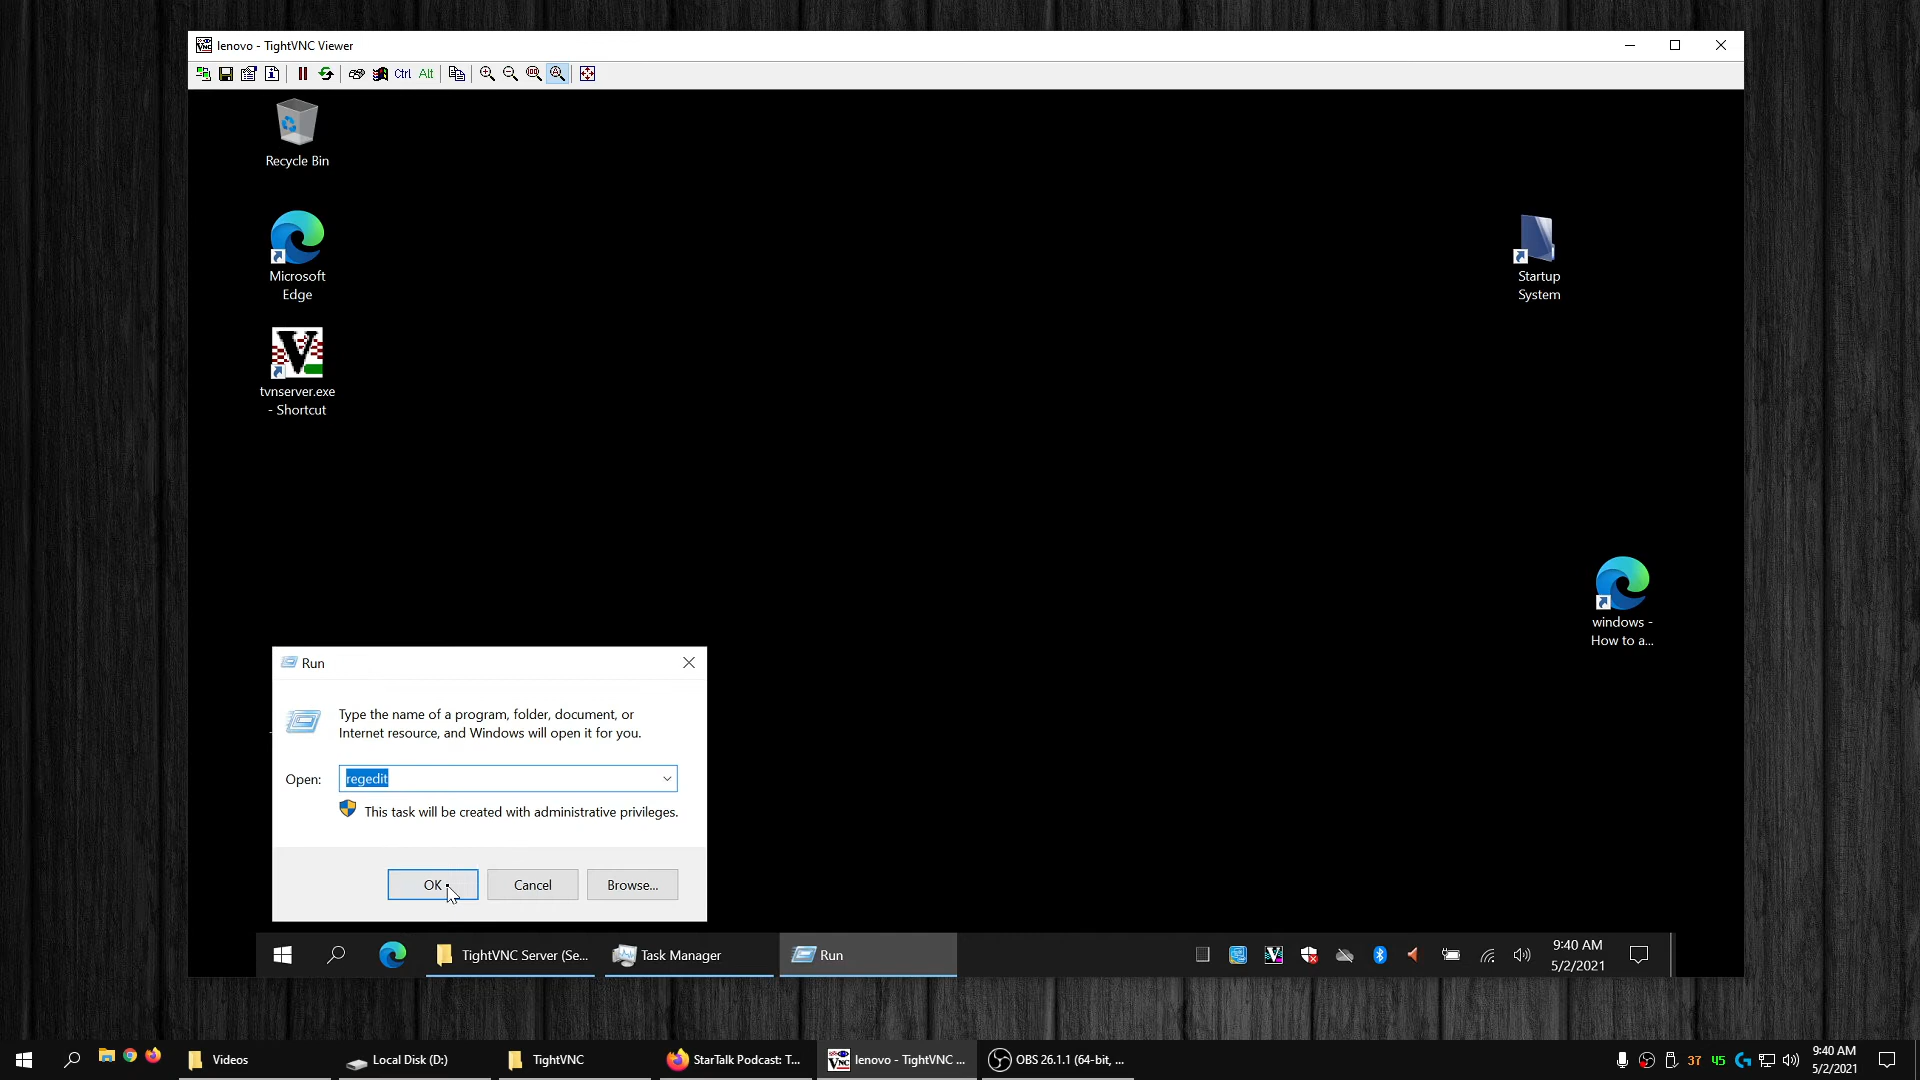 lenovo - TightVNC Viewer
Ctrl Alt
Recycle Bin
Microsoft
Edge
tvnserver.exe
- Shortcut
Startup
System
windows -
How to a...
Run
Type the name of a program, folder, document, or
Internet resource, and Windows will open it for you.
Open: regedit
This task will be created with administrative privileges.
OK Cancel Browse...
TightVNC Server (Se... Task Manager Run
9:40 AM
5/2/2021
Videos Local Disk (D:) TightVNC StarTalk Podcast: T... lenovo - TightVNC ... OBS 26.1.1 (64-bit, ...
37 45
9:40 AM
5/2/2021